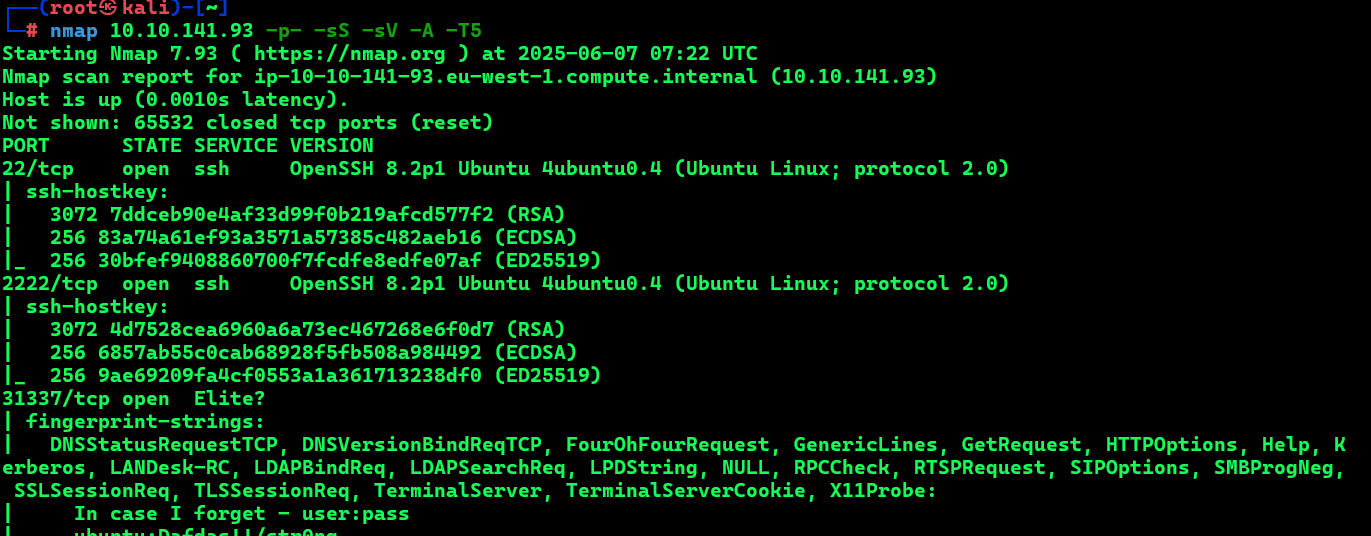 (root㉿kali)-[~]
# nmap 10.10.141.93 -p- -sS -sV -A -T5
Starting Nmap 7.93 ( https://nmap.org ) at 2025-06-07 07:22 UTC
Nmap scan report for ip-10-10-141-93.eu-west-1.compute.internal (10.10.141.93)
Host is up (0.0010s latency).
Not shown: 65532 closed tcp ports (reset)
PORT      STATE SERVICE VERSION
22/tcp    open  ssh     OpenSSH 8.2p1 Ubuntu 4ubuntu0.4 (Ubuntu Linux; protocol 2.0)
| ssh-hostkey:
|   3072 7ddceb90e4af33d99f0b219afcd577f2 (RSA)
|   256 83a74a61ef93a3571a57385c482aeb16 (ECDSA)
|_  256 30bfef9408860700f7fcdfe8edfe07af (ED25519)
2222/tcp  open  ssh     OpenSSH 8.2p1 Ubuntu 4ubuntu0.4 (Ubuntu Linux; protocol 2.0)
| ssh-hostkey:
|   3072 4d7528cea6960a6a73ec467268e6f0d7 (RSA)
|   256 6857ab55c0cab68928f5fb508a984492 (ECDSA)
|_  256 9ae69209fa4cf0553a1a361713238df0 (ED25519)
31337/tcp open  Elite?
| fingerprint-strings:
|   DNSStatusRequestTCP, DNSVersionBindReqTCP, FourOhFourRequest, GenericLines, GetRequest, HTTPOptions, Help, K
erberos, LANDesk-RC, LDAPBindReq, LDAPSearchReq, LPDString, NULL, RPCCheck, RTSPRequest, SIPOptions, SMBProgNeg,
 SSLSessionReq, TLSSessionReq, TerminalServer, TerminalServerCookie, X11Probe:
|     In case I forget - user:pass